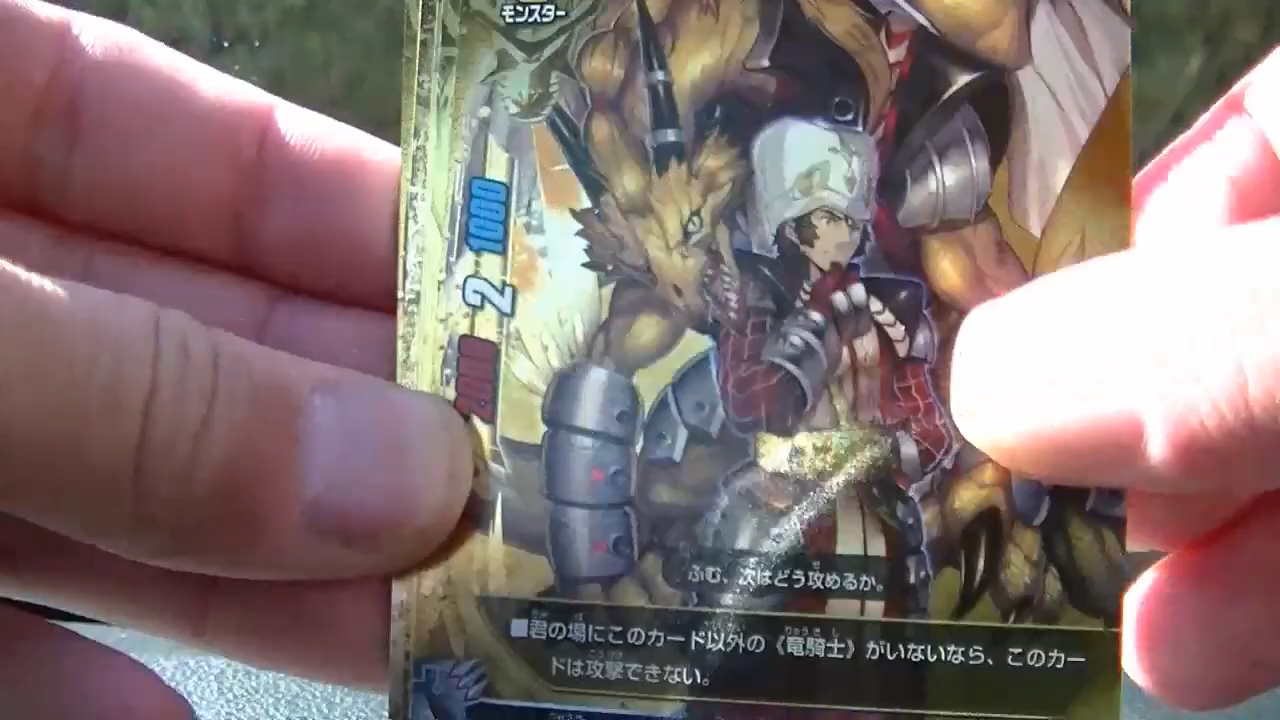 モンスター
1000
2
ふむ、次はどう攻めるか。
■君の場にこのカード以外の《竜騎士》がいないなら、このカー
ドは攻撃できない。